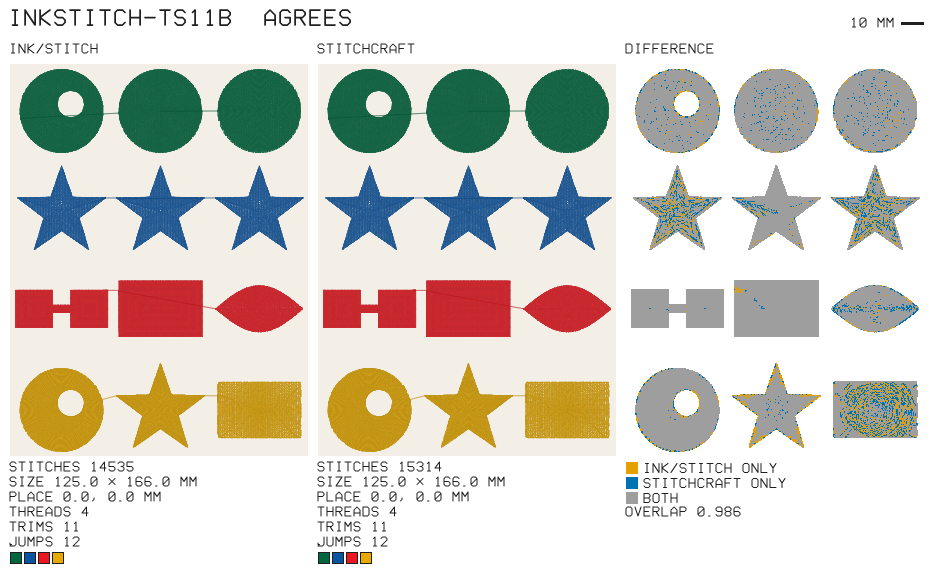 INKSTITCH-TS11B AGREES
10 MM
INK/STITCH
STITCHCRAFT
DIFFERENCE
STITCHES 14535
SIZE 125.0 × 166.0 MM
PLACE 0.0, 0.0 MM
THREADS 4
TRIMS 11
JUMPS 12
STITCHES 15314
SIZE 125.0 × 166.0 MM
PLACE 0.0, 0.0 MM
THREADS 4
TRIMS 11
JUMPS 12
INK/STITCH ONLY
STITCHCRAFT ONLY
BOTH
OVERLAP 0.986